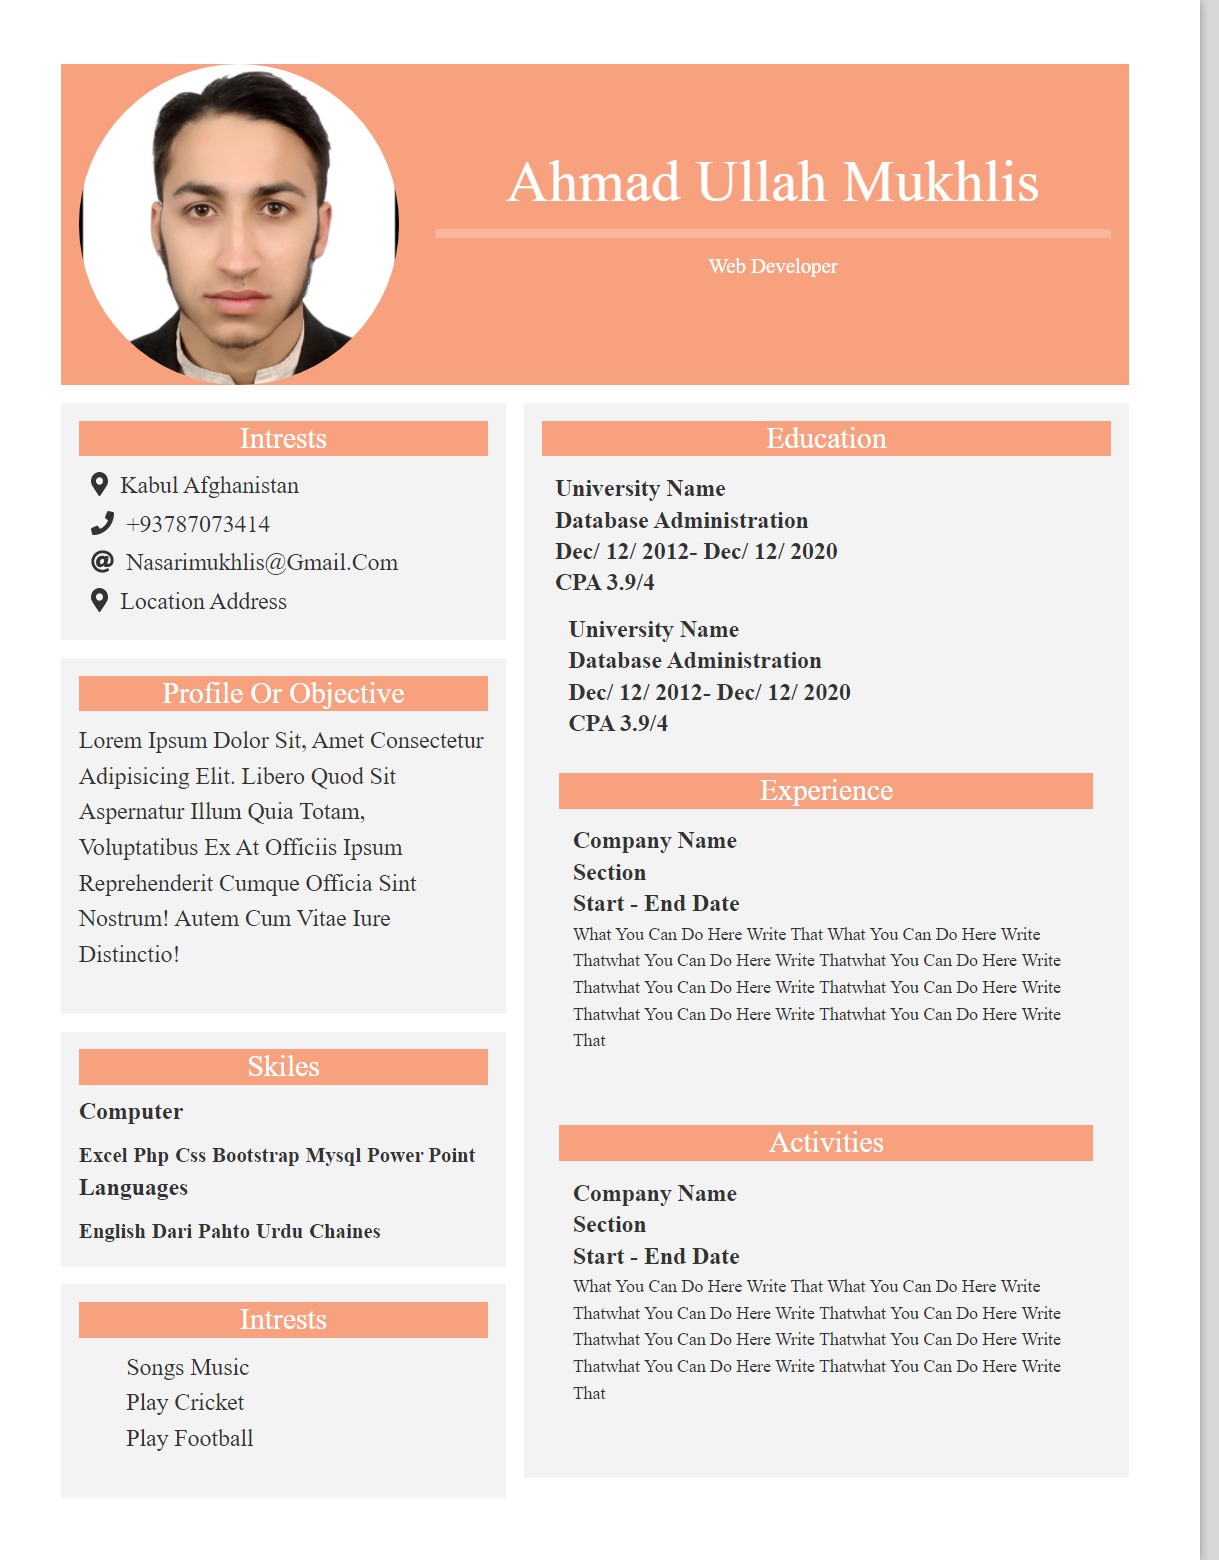 Ahmad Ullah Mukhlis
Web Developer
Intrests
Kabul Afghanistan
+93787073414
Nasarimukhlis@Gmail.Com
Location Address
Profile Or Objective
Lorem Ipsum Dolor Sit, Amet Consectetur
Adipisicing Elit. Libero Quod Sit
Aspernatur Illum Quia Totam,
Voluptatibus Ex At Officiis Ipsum
Reprehenderit Cumque Officia Sint
Nostrum! Autem Cum Vitae Iure
Distinctio!
Skiles
Computer
Excel Php Css Bootstrap Mysql Power Point
Languages
English Dari Pahto Urdu Chaines
Intrests
Songs Music
Play Cricket
Play Football
Education
University Name
Database Administration
Dec/ 12/ 2012- Dec/ 12/ 2020
CPA 3.9/4
University Name
Database Administration
Dec/ 12/ 2012- Dec/ 12/ 2020
CPA 3.9/4
Experience
Company Name
Section
Start - End Date
What You Can Do Here Write That What You Can Do Here Write
Thatwhat You Can Do Here Write Thatwhat You Can Do Here Write
Thatwhat You Can Do Here Write Thatwhat You Can Do Here Write
Thatwhat You Can Do Here Write Thatwhat You Can Do Here Write
That
Activities
Company Name
Section
Start - End Date
What You Can Do Here Write That What You Can Do Here Write
Thatwhat You Can Do Here Write Thatwhat You Can Do Here Write
Thatwhat You Can Do Here Write Thatwhat You Can Do Here Write
Thatwhat You Can Do Here Write Thatwhat You Can Do Here Write
That